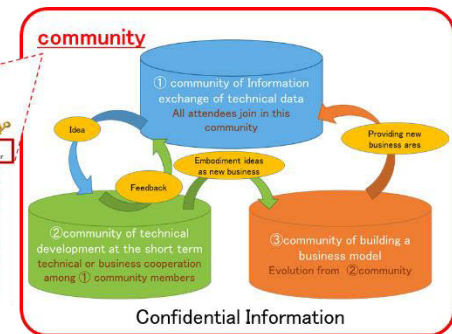 community
① community of Information
exchange of technical data
All attendees join in this
community
Idea
Feedback
Embodiment ideas
as new business
Providing new
business ares
②community of technical
development at the short term
technical or business cooperation
among ① community members
③community of building a
business model
Evolution from ②community
Confidential Information